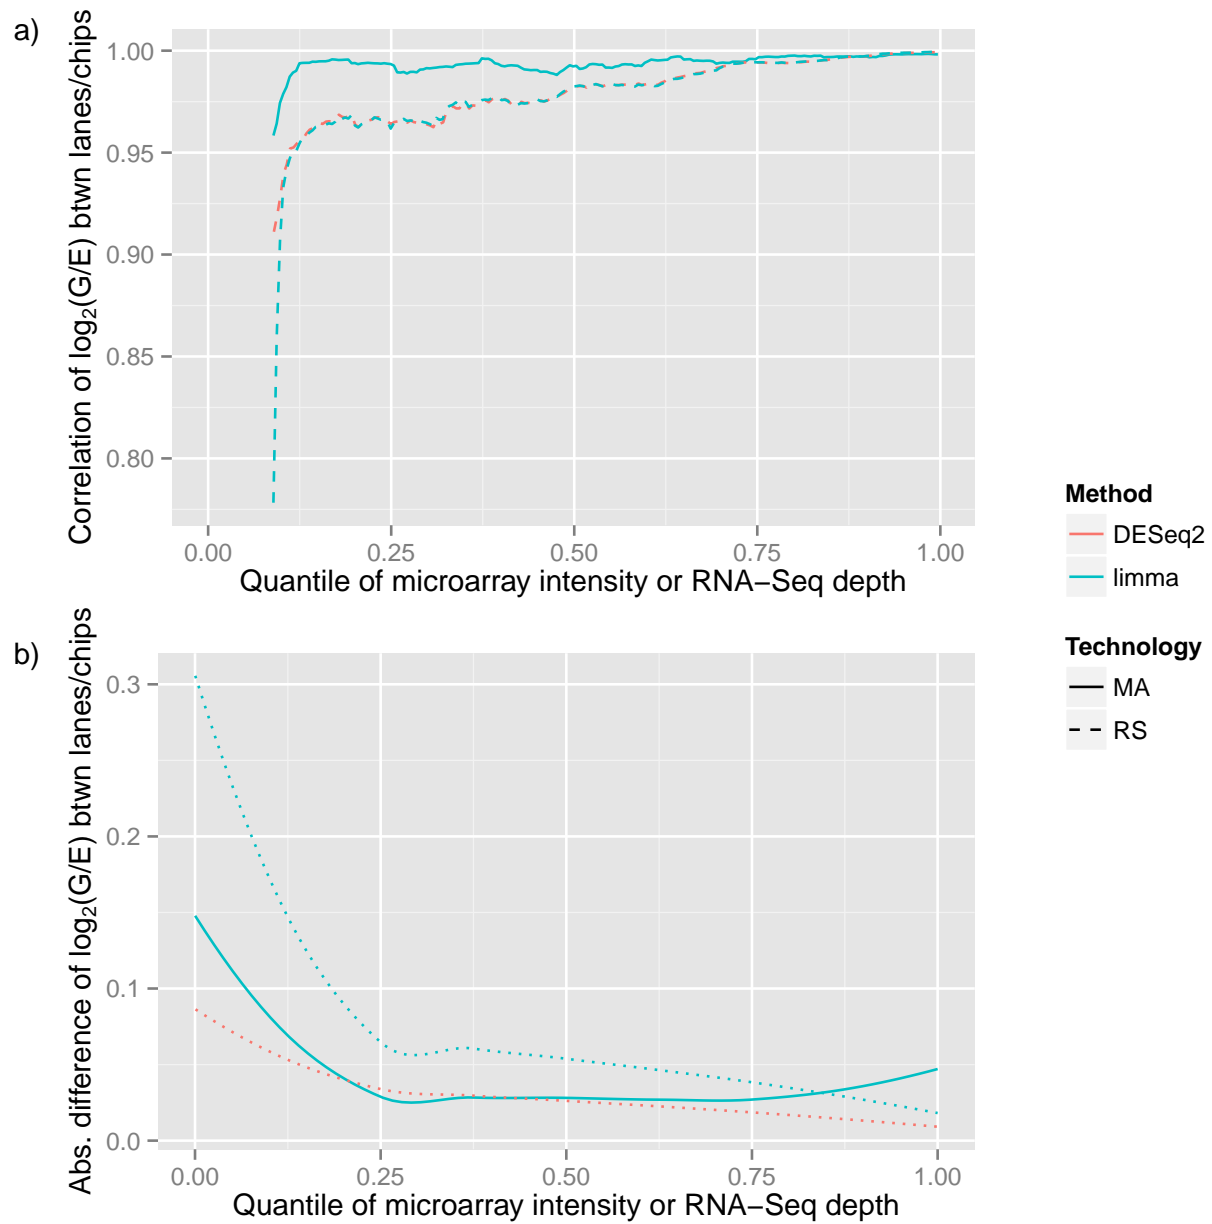 a)
Correlation of log₂(G/E) btwn lanes/chips
1.00
0.95
0.90
0.85
0.80
0.00 0.25 0.50 0.75 1.00
Quantile of microarray intensity or RNA−Seq depth
Method
DESeq2
limma
Technology
MA
RS
b)
Abs. difference of log₂(G/E) btwn lanes/chips
0.3
0.2
0.1
0.0
0.00 0.25 0.50 0.75 1.00
Quantile of microarray intensity or RNA−Seq depth